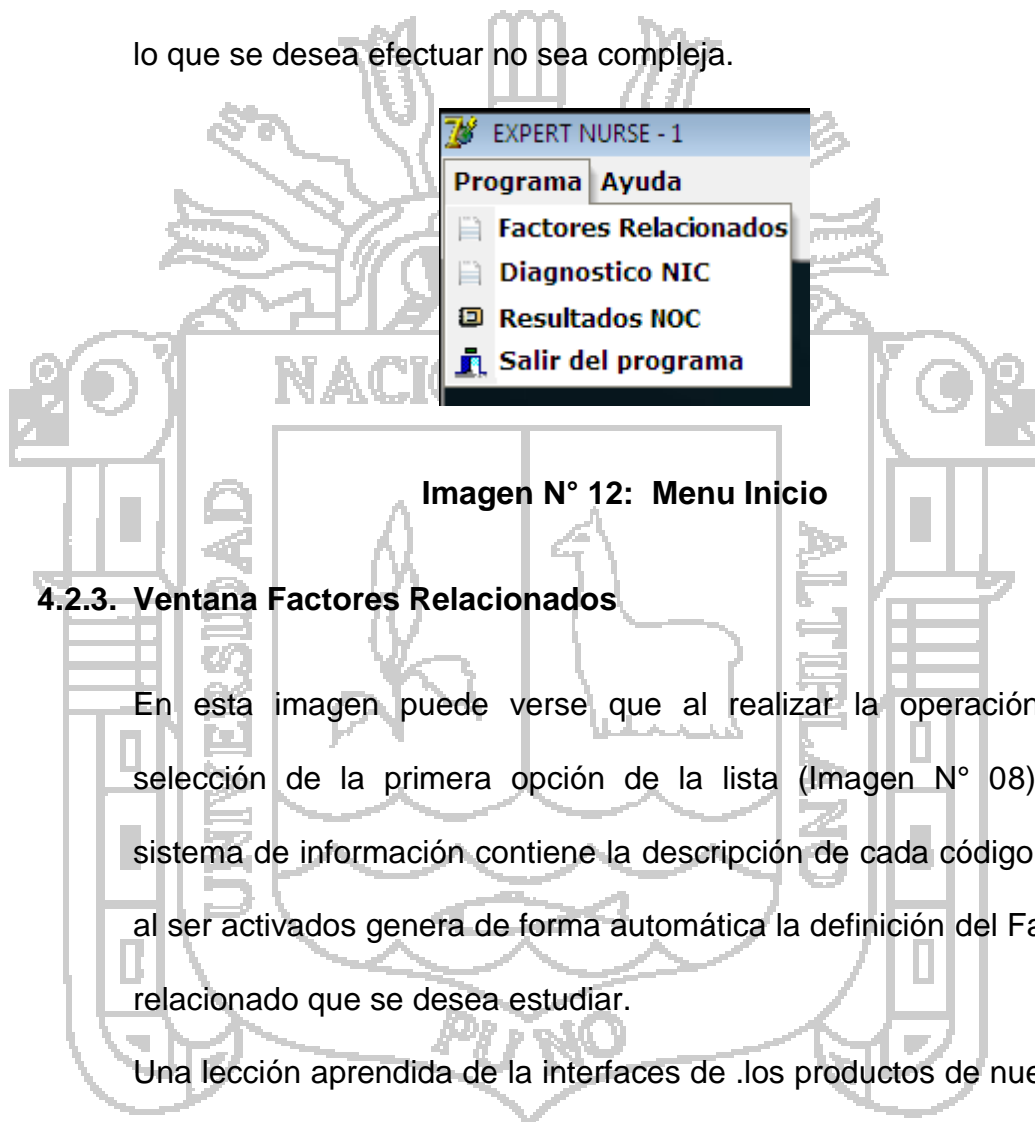 lo que se desea efectuar no sea compleja.
EXPERT NURSE - 1
Programa Ayuda
Factores Relacionados
Diagnostico NIC
Resultados NOC
Salir del programa
NACI
Imagen N° 12: Menu Inicio
UNIVERSIDAD
ALTIPLANO
4.2.3. Ventana Factores Relacionados
En esta imagen puede verse que al realizar la operación
selección de la primera opción de la lista (Imagen N° 08)
sistema de información contiene la descripción de cada código
al ser activados genera de forma automática la definición del Fa
relacionado que se desea estudiar.
PUNO
Una lección aprendida de la interfaces de .los productos de nue